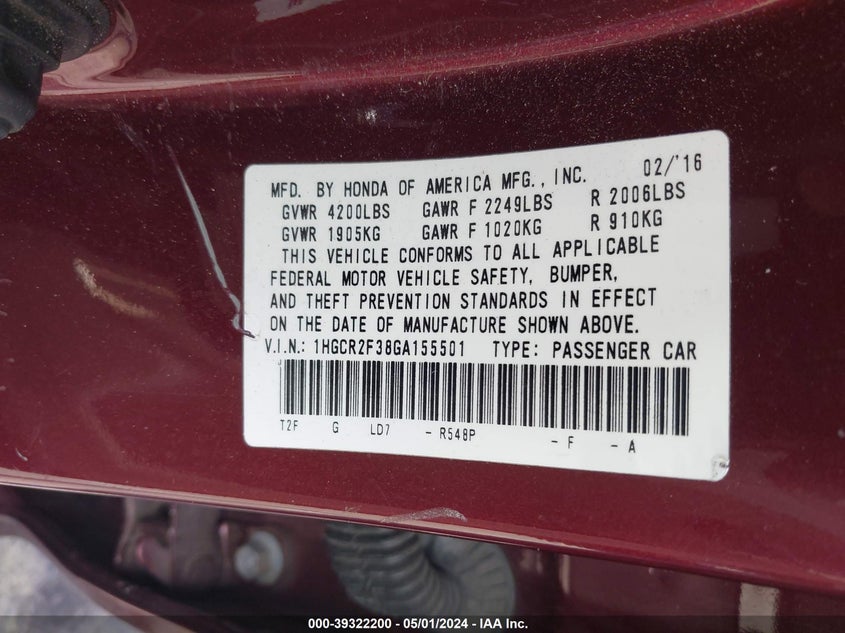 MFD. BY HONDA OF AMERICA MFG., INC. 02/'16
GVWR 4200LBS GAWR F 2249LBS R 2006LBS
GVWR 1905KG GAWR F 1020KG R 910KG
THIS VEHICLE CONFORMS TO ALL APPLICABLE
FEDERAL MOTOR VEHICLE SAFETY, BUMPER,
AND THEFT PREVENTION STANDARDS IN EFFECT
ON THE DATE OF MANUFACTURE SHOWN ABOVE.
V.I.N.: 1HGCR2F38GA155501 TYPE: PASSENGER CAR
T2F G LD7 - R548P - F - A
000-39322200 - 05/01/2024 - IAA Inc.